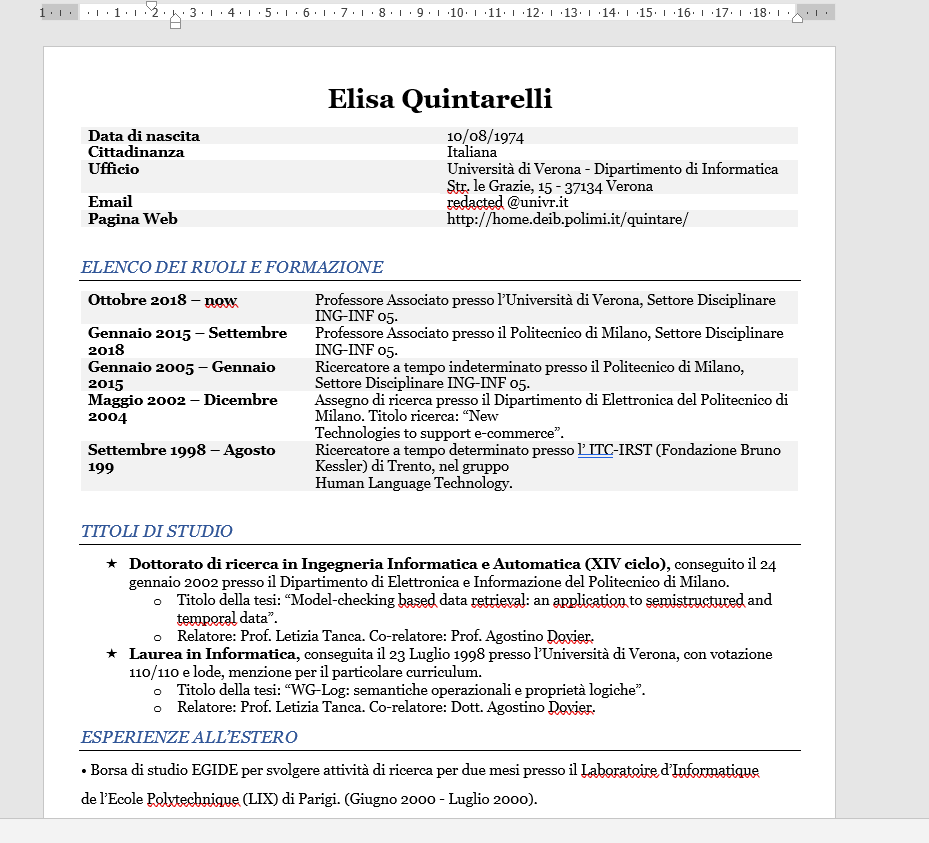 1 1 2 3 4 5 6 7 8 9 10 11 12 13 14 15 16 17 18
Elisa Quintarelli
Data di nascita 10/08/1974
Cittadinanza Italiana
Ufficio Università di Verona - Dipartimento di Informatica
Str. le Grazie, 15 - 37134 Verona
Email redacted @univr.it
Pagina Web http://home.deib.polimi.it/quintare/
ELENCO DEI RUOLI E FORMAZIONE
Ottobre 2018 – now Professore Associato presso l’Università di Verona, Settore Disciplinare
ING-INF 05.
Gennaio 2015 – Settembre Professore Associato presso il Politecnico di Milano, Settore Disciplinare
2018 ING-INF 05.
Gennaio 2005 – Gennaio Ricercatore a tempo indeterminato presso il Politecnico di Milano,
2015 Settore Disciplinare ING-INF 05.
Maggio 2002 – Dicembre Assegno di ricerca presso il Dipartimento di Elettronica del Politecnico di
2004 Milano. Titolo ricerca: “New
Technologies to support e-commerce”.
Settembre 1998 – Agosto Ricercatore a tempo determinato presso l’ ITC-IRST (Fondazione Bruno
199 Kessler) di Trento, nel gruppo
Human Language Technology.
TITOLI DI STUDIO
★ Dottorato di ricerca in Ingegneria Informatica e Automatica (XIV ciclo), conseguito il 24
gennaio 2002 presso il Dipartimento di Elettronica e Informazione del Politecnico di Milano.
o Titolo della tesi: “Model-checking based data retrieval: an application to semistructured and
temporal data”.
o Relatore: Prof. Letizia Tanca. Co-relatore: Prof. Agostino Dovier.
★ Laurea in Informatica, conseguita il 23 Luglio 1998 presso l’Università di Verona, con votazione
110/110 e lode, menzione per il particolare curriculum.
o Titolo della tesi: “WG-Log: semantiche operazionali e proprietà logiche”.
o Relatore: Prof. Letizia Tanca. Co-relatore: Dott. Agostino Dovier.
ESPERIENZE ALL’ESTERO
• Borsa di studio EGIDE per svolgere attività di ricerca per due mesi presso il Laboratoire d’Informatique
de l’Ecole Polytechnique (LIX) di Parigi. (Giugno 2000 - Luglio 2000).